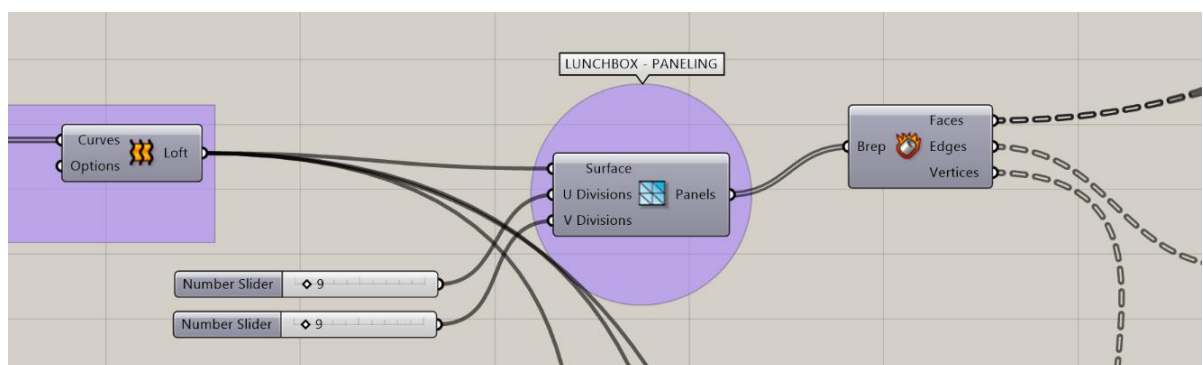 LUNCHBOX - PANELING
Curves
Options
Loft
Surface
U Divisions
V Divisions
Panels
Brep
Faces
Edges
Vertices
Number Slider 9
Number Slider 9